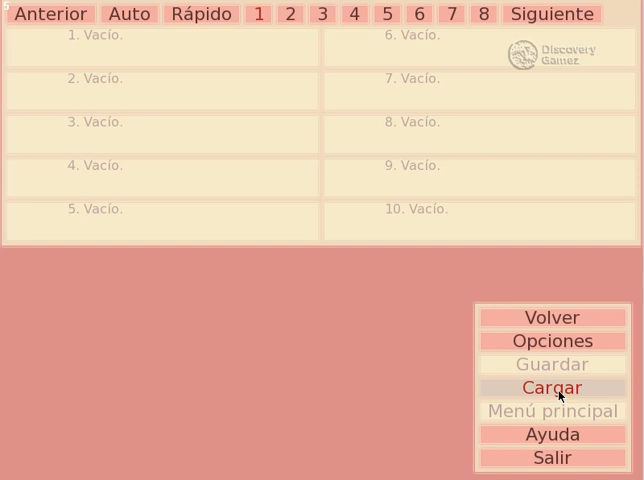 5
Anterior Auto Rápido 1 2 3 4 5 6 7 8 Siguiente
1. Vacío.
2. Vacío.
3. Vacío.
4. Vacío.
5. Vacío.
6. Vacío.
7. Vacío.
8. Vacío.
9. Vacío.
10. Vacío.
Discovery
Gamez
Volver
Opciones
Guardar
Cargar
Menú principal
Ayuda
Salir